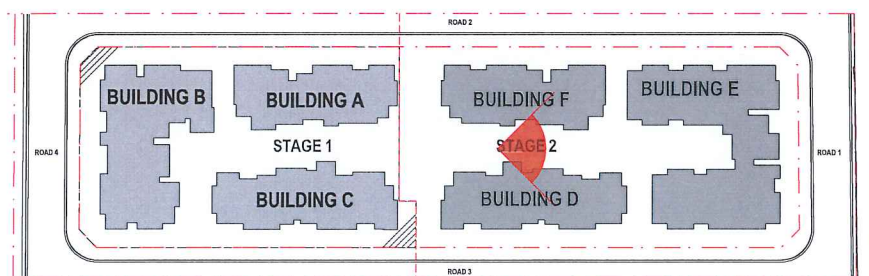 ROAD 2
BUILDING B
BUILDING A
BUILDING F
BUILDING E
ROAD 4
STAGE 1
STAGE 2
ROAD 1
BUILDING C
BUILDING D
ROAD 3